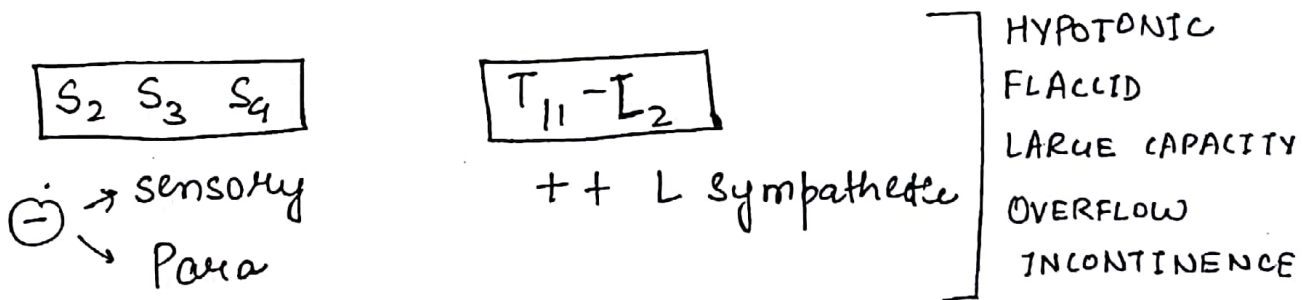 S2 S3 S4
⊖ → sensory
↘ Para
T11-L2
++ L sympathetic
HYPOTONIC
FLACCID
LARGE CAPACITY
OVERFLOW
INCONTINENCE